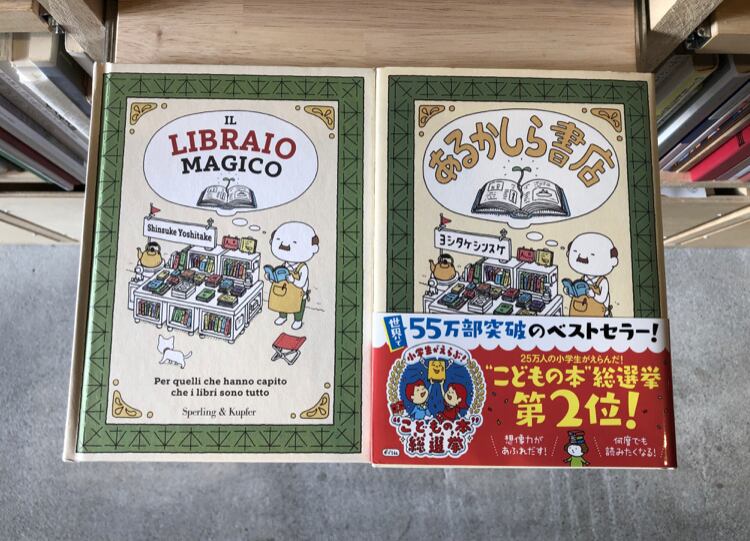 IL
LIBRAIO
MAGICO
Shinsuke Yoshitake
Per quelli che hanno capito
che i libri sono tutto
Sperling & Kupfer
あるかしら書店
ヨシタケシンスケ
世界で
55万部突破のベストセラー!
小学生がえらぶ!
"こどもの本"
総選挙
25万人の小学生がえらんだ!
"こどもの本"総選挙
第2位!
想像力が
あふれだす!
何度でも
読みたくなる!